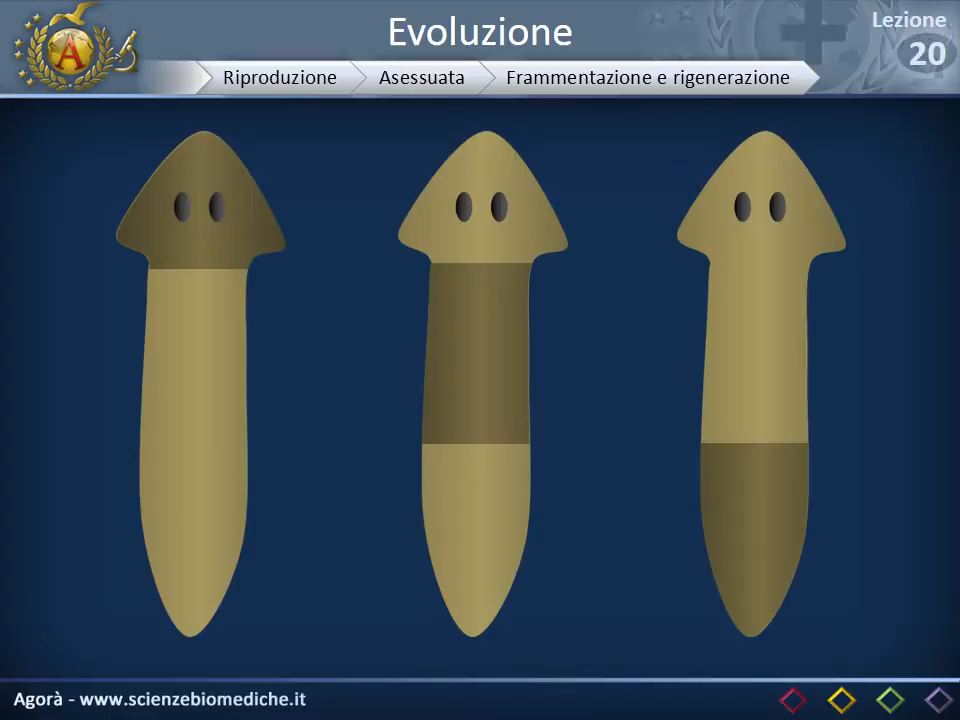 Evoluzione
Lezione
20
Riproduzione
Asessuata
Frammentazione e rigenerazione
A
Agorà - www.scienzebiomediche.it